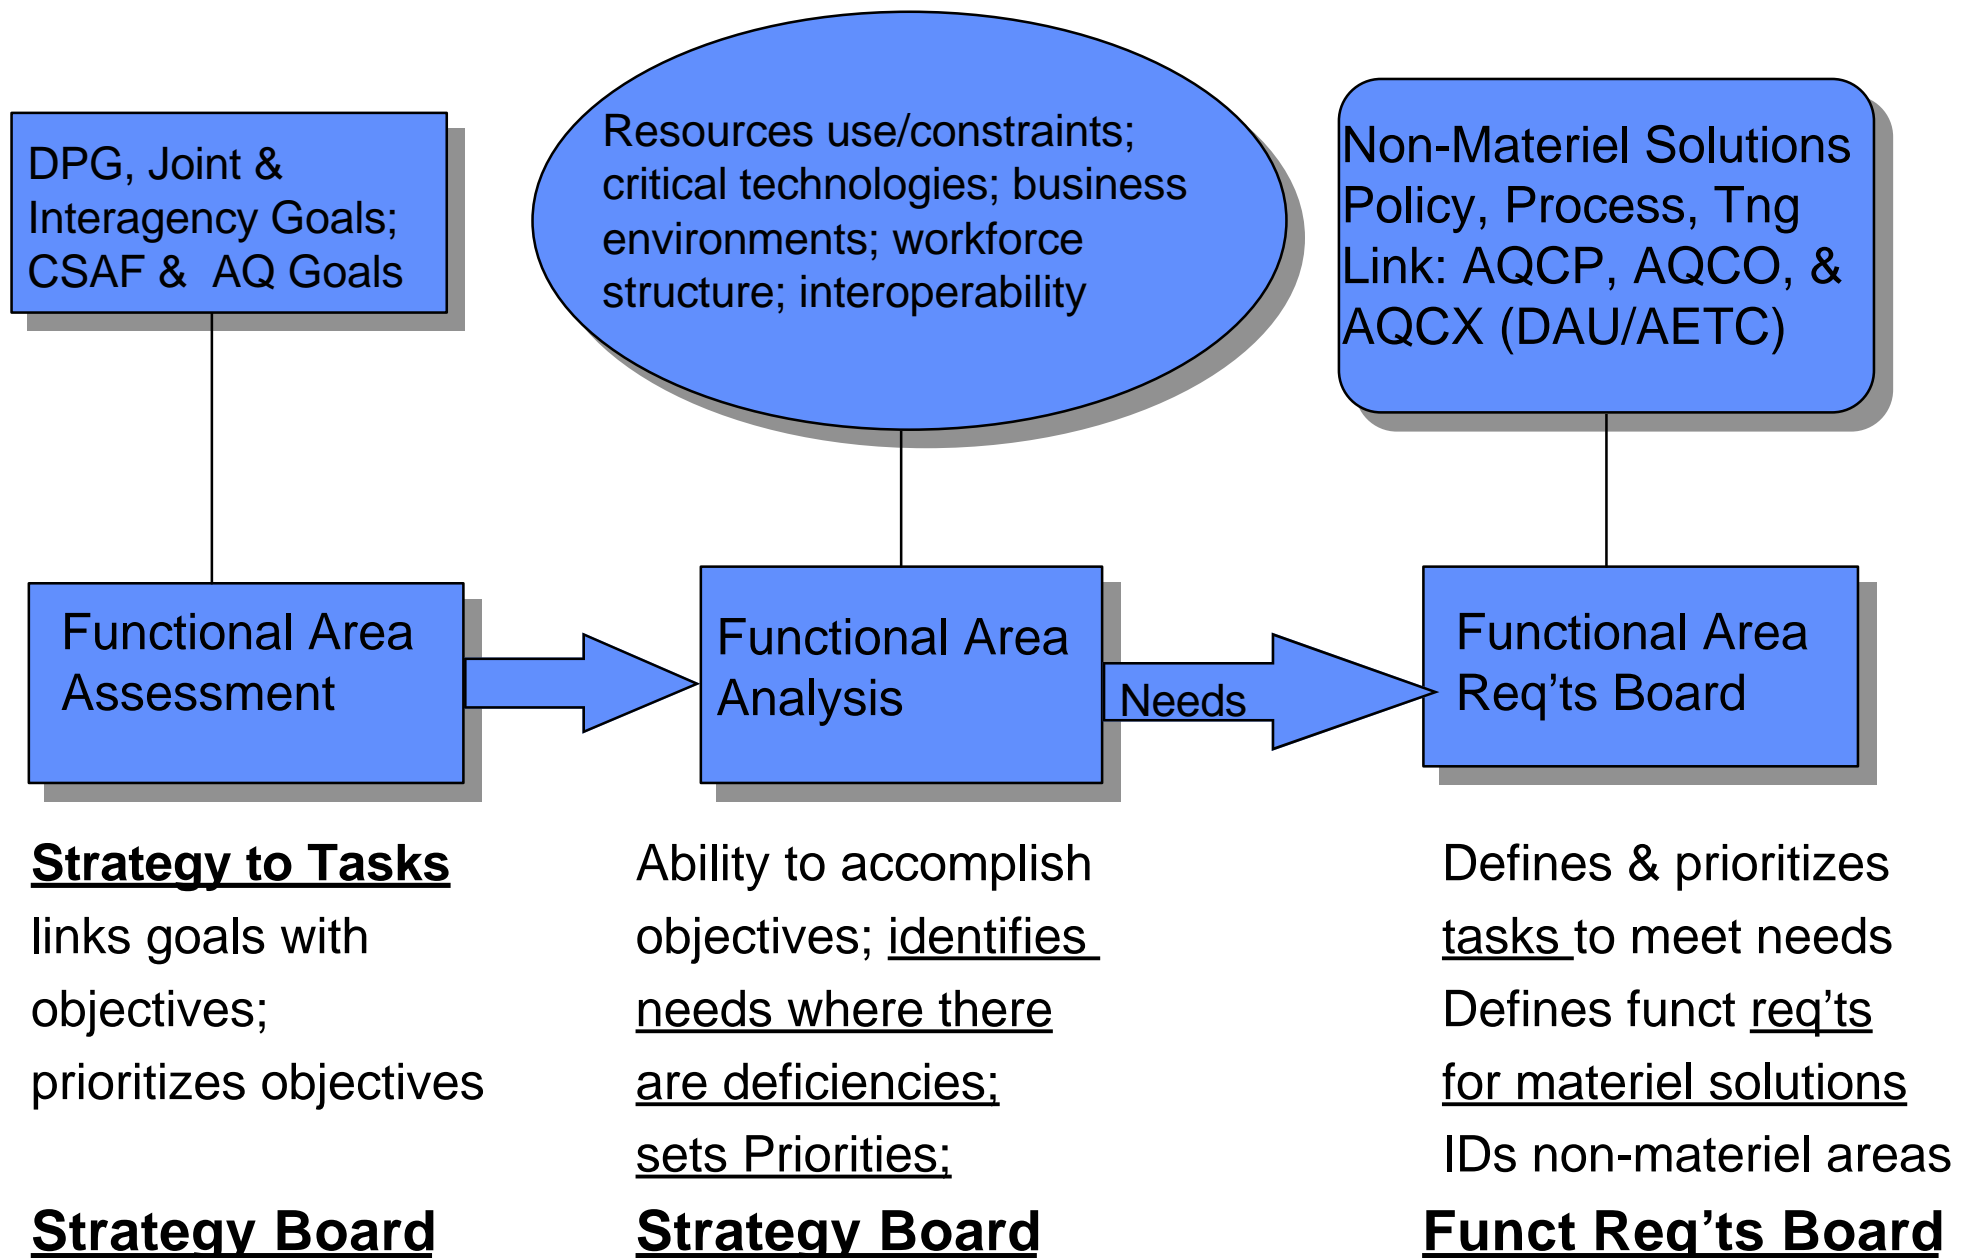 DPG, Joint &
Interagency Goals;
CSAF & AQ Goals
Resources use/constraints;
critical technologies; business
environments; workforce
structure; interoperability
Non-Materiel Solutions
Policy, Process, Tng
Link: AQCP, AQCO, &
AQCX (DAU/AETC)
Functional Area
Assessment
Functional Area
Analysis
Needs
Functional Area
Req’ts Board
Strategy to Tasks
links goals with
objectives;
prioritizes objectives
Strategy Board
Ability to accomplish
objectives; identifies
needs where there
are deficiencies;
sets Priorities;
Strategy Board
Defines & prioritizes
tasks to meet needs
Defines funct req’ts
for materiel solutions
IDs non-materiel areas
Funct Req’ts Board